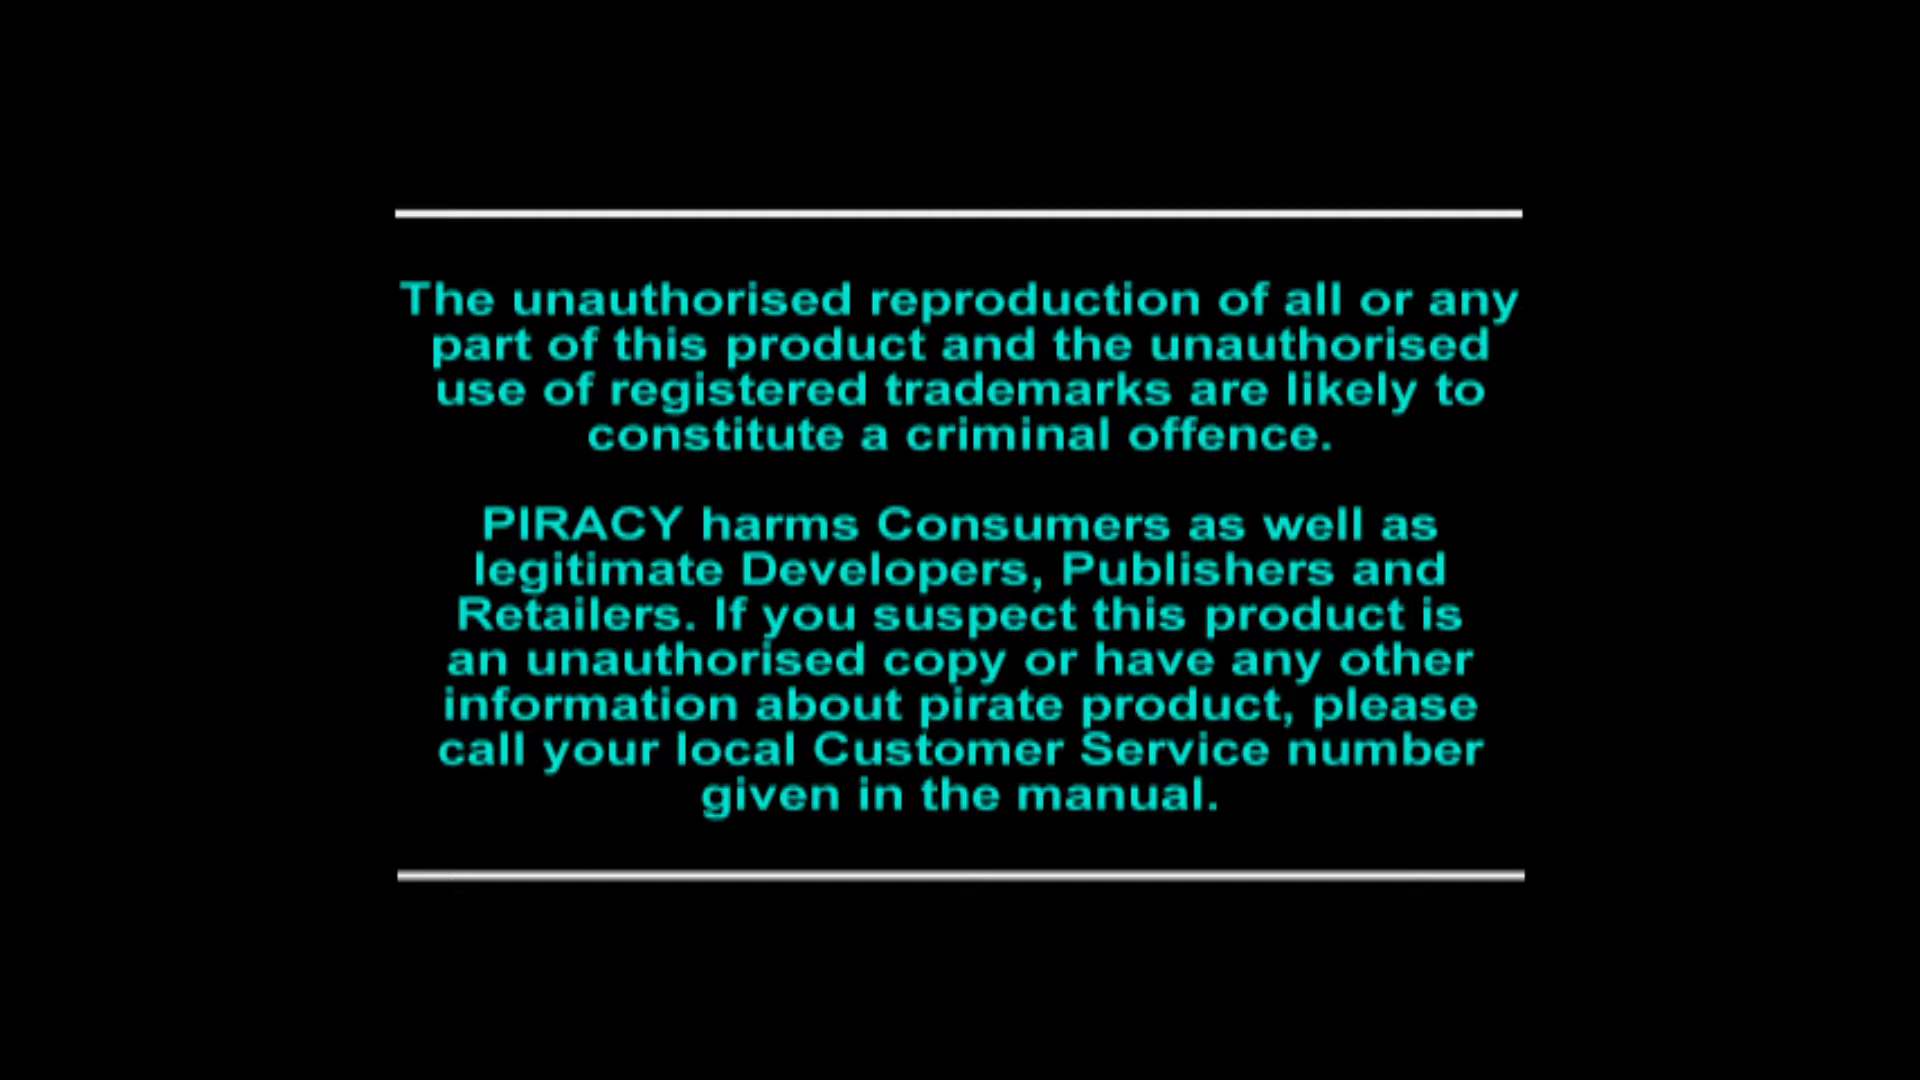 The unauthorised reproduction of all or any
part of this product and the unauthorised
use of registered trademarks are likely to
constitute a criminal offence.
PIRACY harms Consumers as well as
legitimate Developers, Publishers and
Retailers. If you suspect this product is
an unauthorised copy or have any other
information about pirate product, please
call your local Customer Service number
given in the manual.